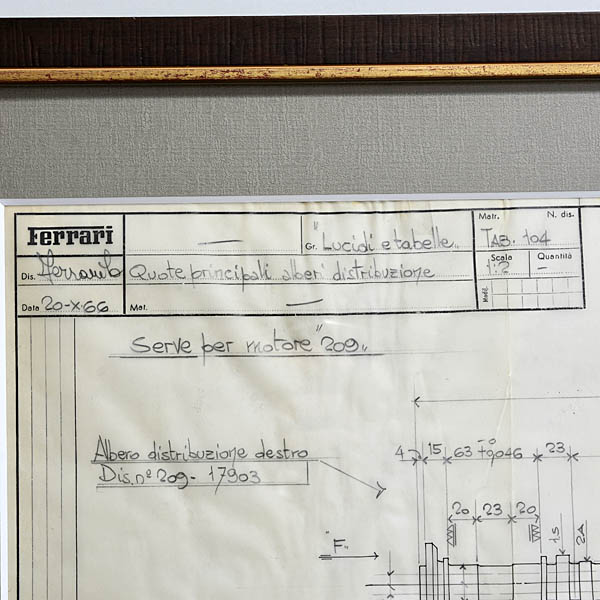 Ferrari
Gr. "Lucidi e tabelle"
Matr. N. dis.
TAB. 104
Dis.
Quote principali alberi distribuzione
Scala Quantità
1:2 –
Data 20-X-66
Mat. —
Modif.
Serve per motore "209"
Albero distribuzione destro
Dis. n° 209 - 17903
4 15 63 23
20 23 20
"F"
15